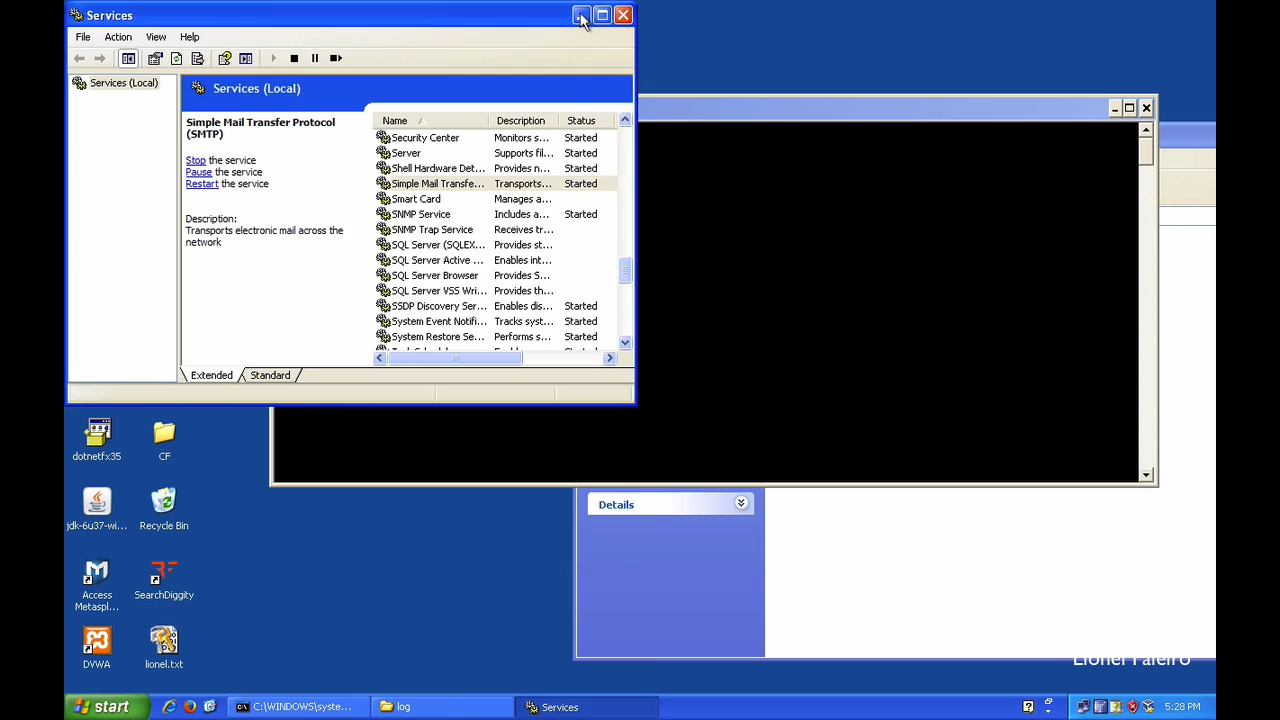 Services
File Action View Help
Services (Local)
Services (Local)
Simple Mail Transfer Protocol
(SMTP)
Stop the service
Pause the service
Restart the service
Description:
Transports electronic mail across the
network
Name Description Status
Security Center Monitors s... Started
Server Supports fil... Started
Shell Hardware Det... Provides n... Started
Simple Mail Transfe... Transports... Started
Smart Card Manages a...
SNMP Service Includes a... Started
SNMP Trap Service Receives tr...
SQL Server (SQLEX... Provides st...
SQL Server Active ... Enables int...
SQL Server Browser Provides S...
SQL Server VSS Wri... Provides th...
SSDP Discovery Ser... Enables dis... Started
System Event Notifi... Tracks syst... Started
System Restore Se... Performs s... Started
Extended Standard
dotnetfx35
CF
jdk-6u37-wi...
Recycle Bin
Access
Metaspl...
SearchDiggity
DVWA
lionel.txt
Details
Lionel Faleiro
start
C:\WINDOWS\syste...
log
Services
5:28 PM